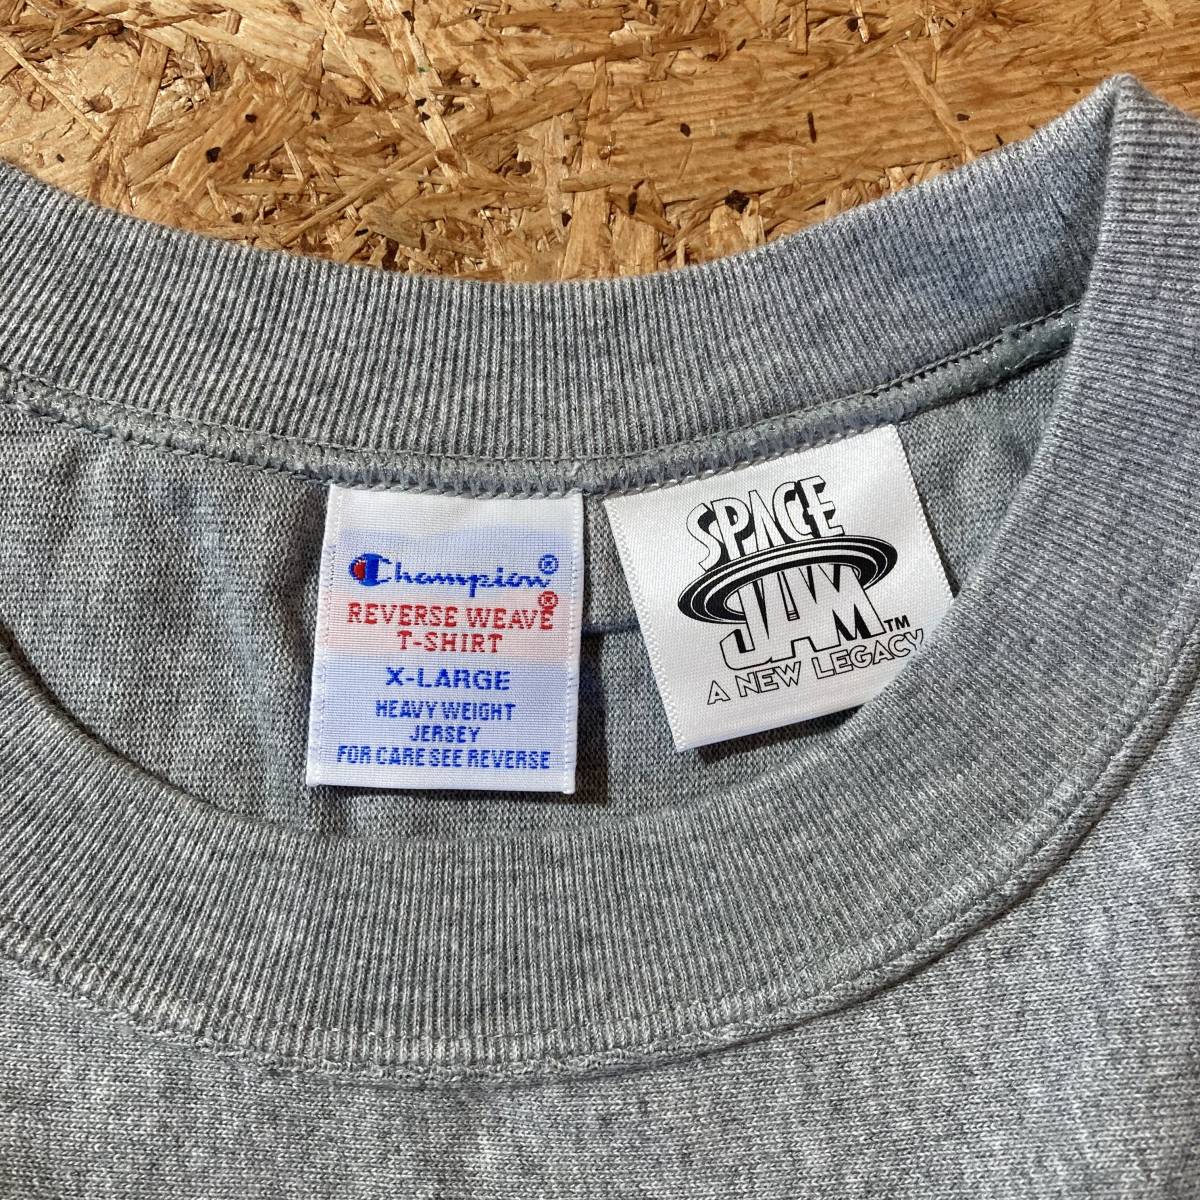 Champion®
REVERSE WEAVE®
T-SHIRT
X-LARGE
HEAVY WEIGHT
JERSEY
FOR CARE SEE REVERSE
SPACE
JAM™
A NEW LEGACY